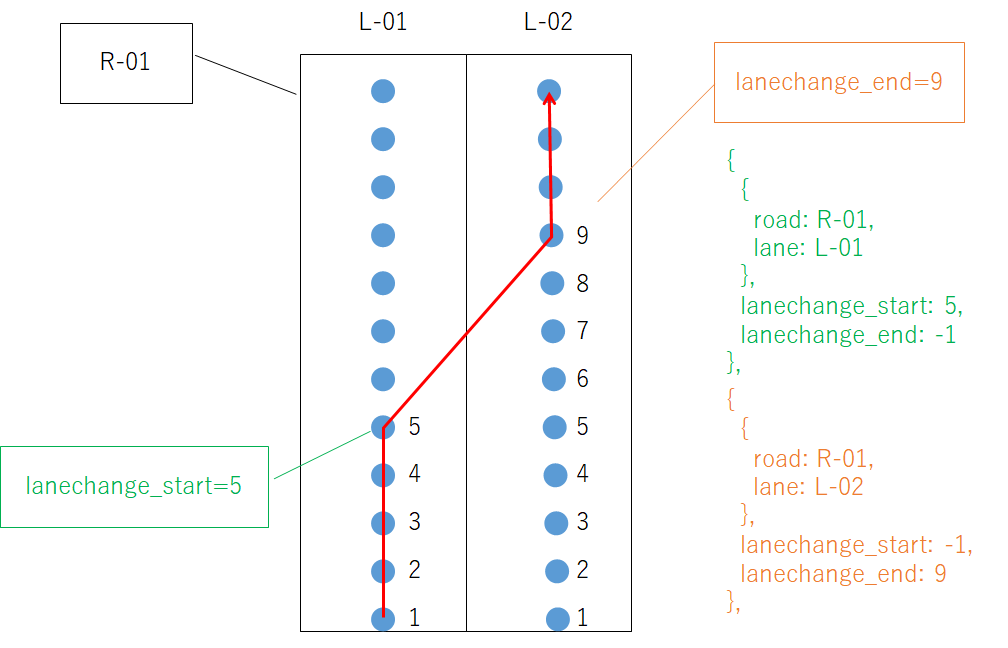 L-01 L-02
R-01
lanechange_end=9
9
8
7
6
5 5
4 4
3 3
2 2
1 1
lanechange_start=5
{
{
road: R-01,
lane: L-01
},
lanechange_start: 5,
lanechange_end: -1
},
{
{
road: R-01,
lane: L-02
},
lanechange_start: -1,
lanechange_end: 9
},